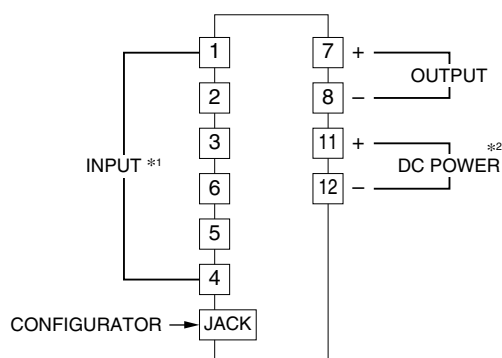 1
7 +
OUTPUT
2
8 –
3
11 +
INPUT *1
DC POWER *2
6
12 –
5
4
CONFIGURATOR
JACK